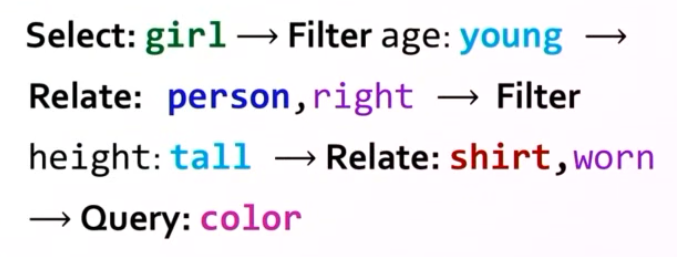 Select: girl → Filter age: young →
Relate: person,right → Filter
height: tall → Relate: shirt,worn
→ Query: color